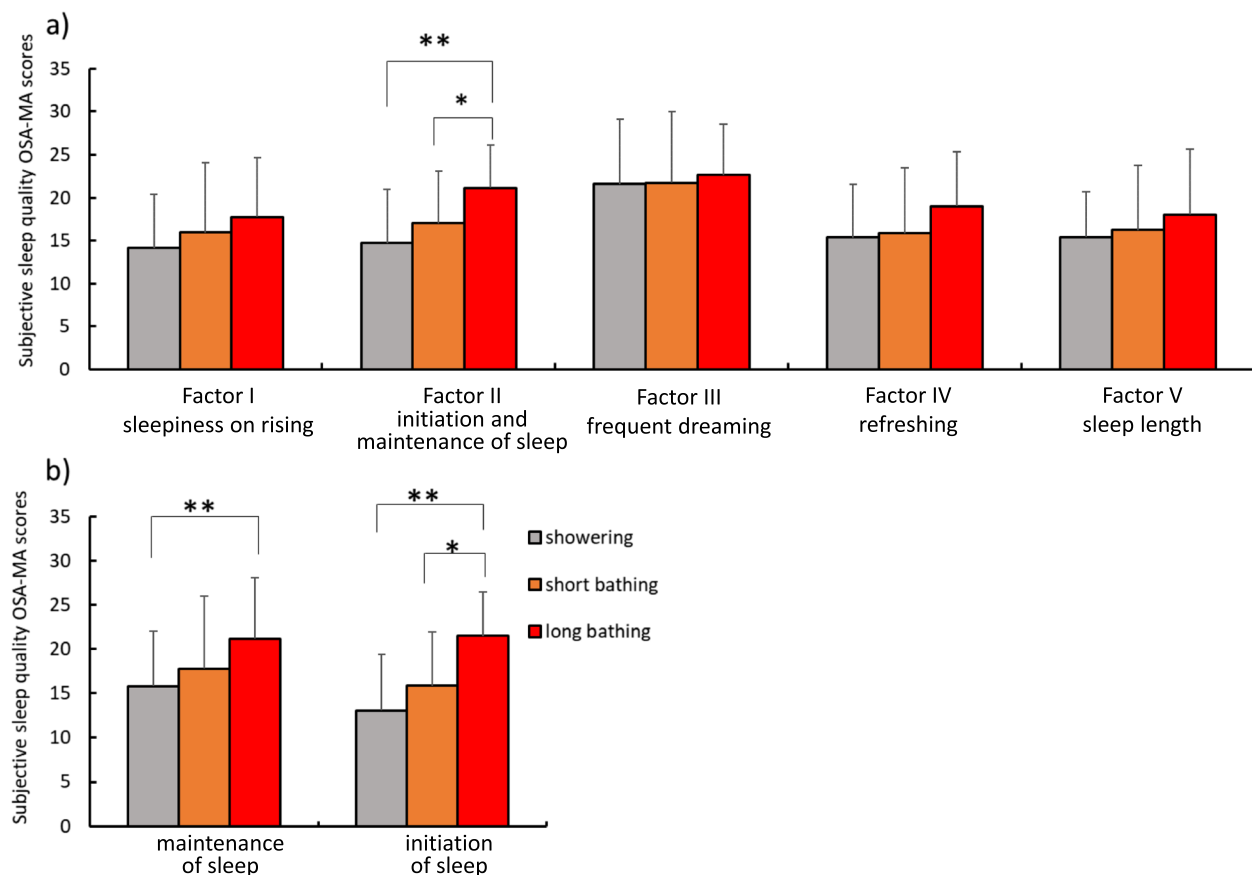 a)
Subjective sleep quality OSA-MA scores
35
30
25
20
15
10
5
0
**
*
Factor I
sleepiness on rising
Factor II
initiation and
maintenance of sleep
Factor III
frequent dreaming
Factor IV
refreshing
Factor V
sleep length
b)
Subjective sleep quality OSA-MA scores
35
30
25
20
15
10
5
0
**
**
*
showering
short bathing
long bathing
maintenance
of sleep
initiation
of sleep